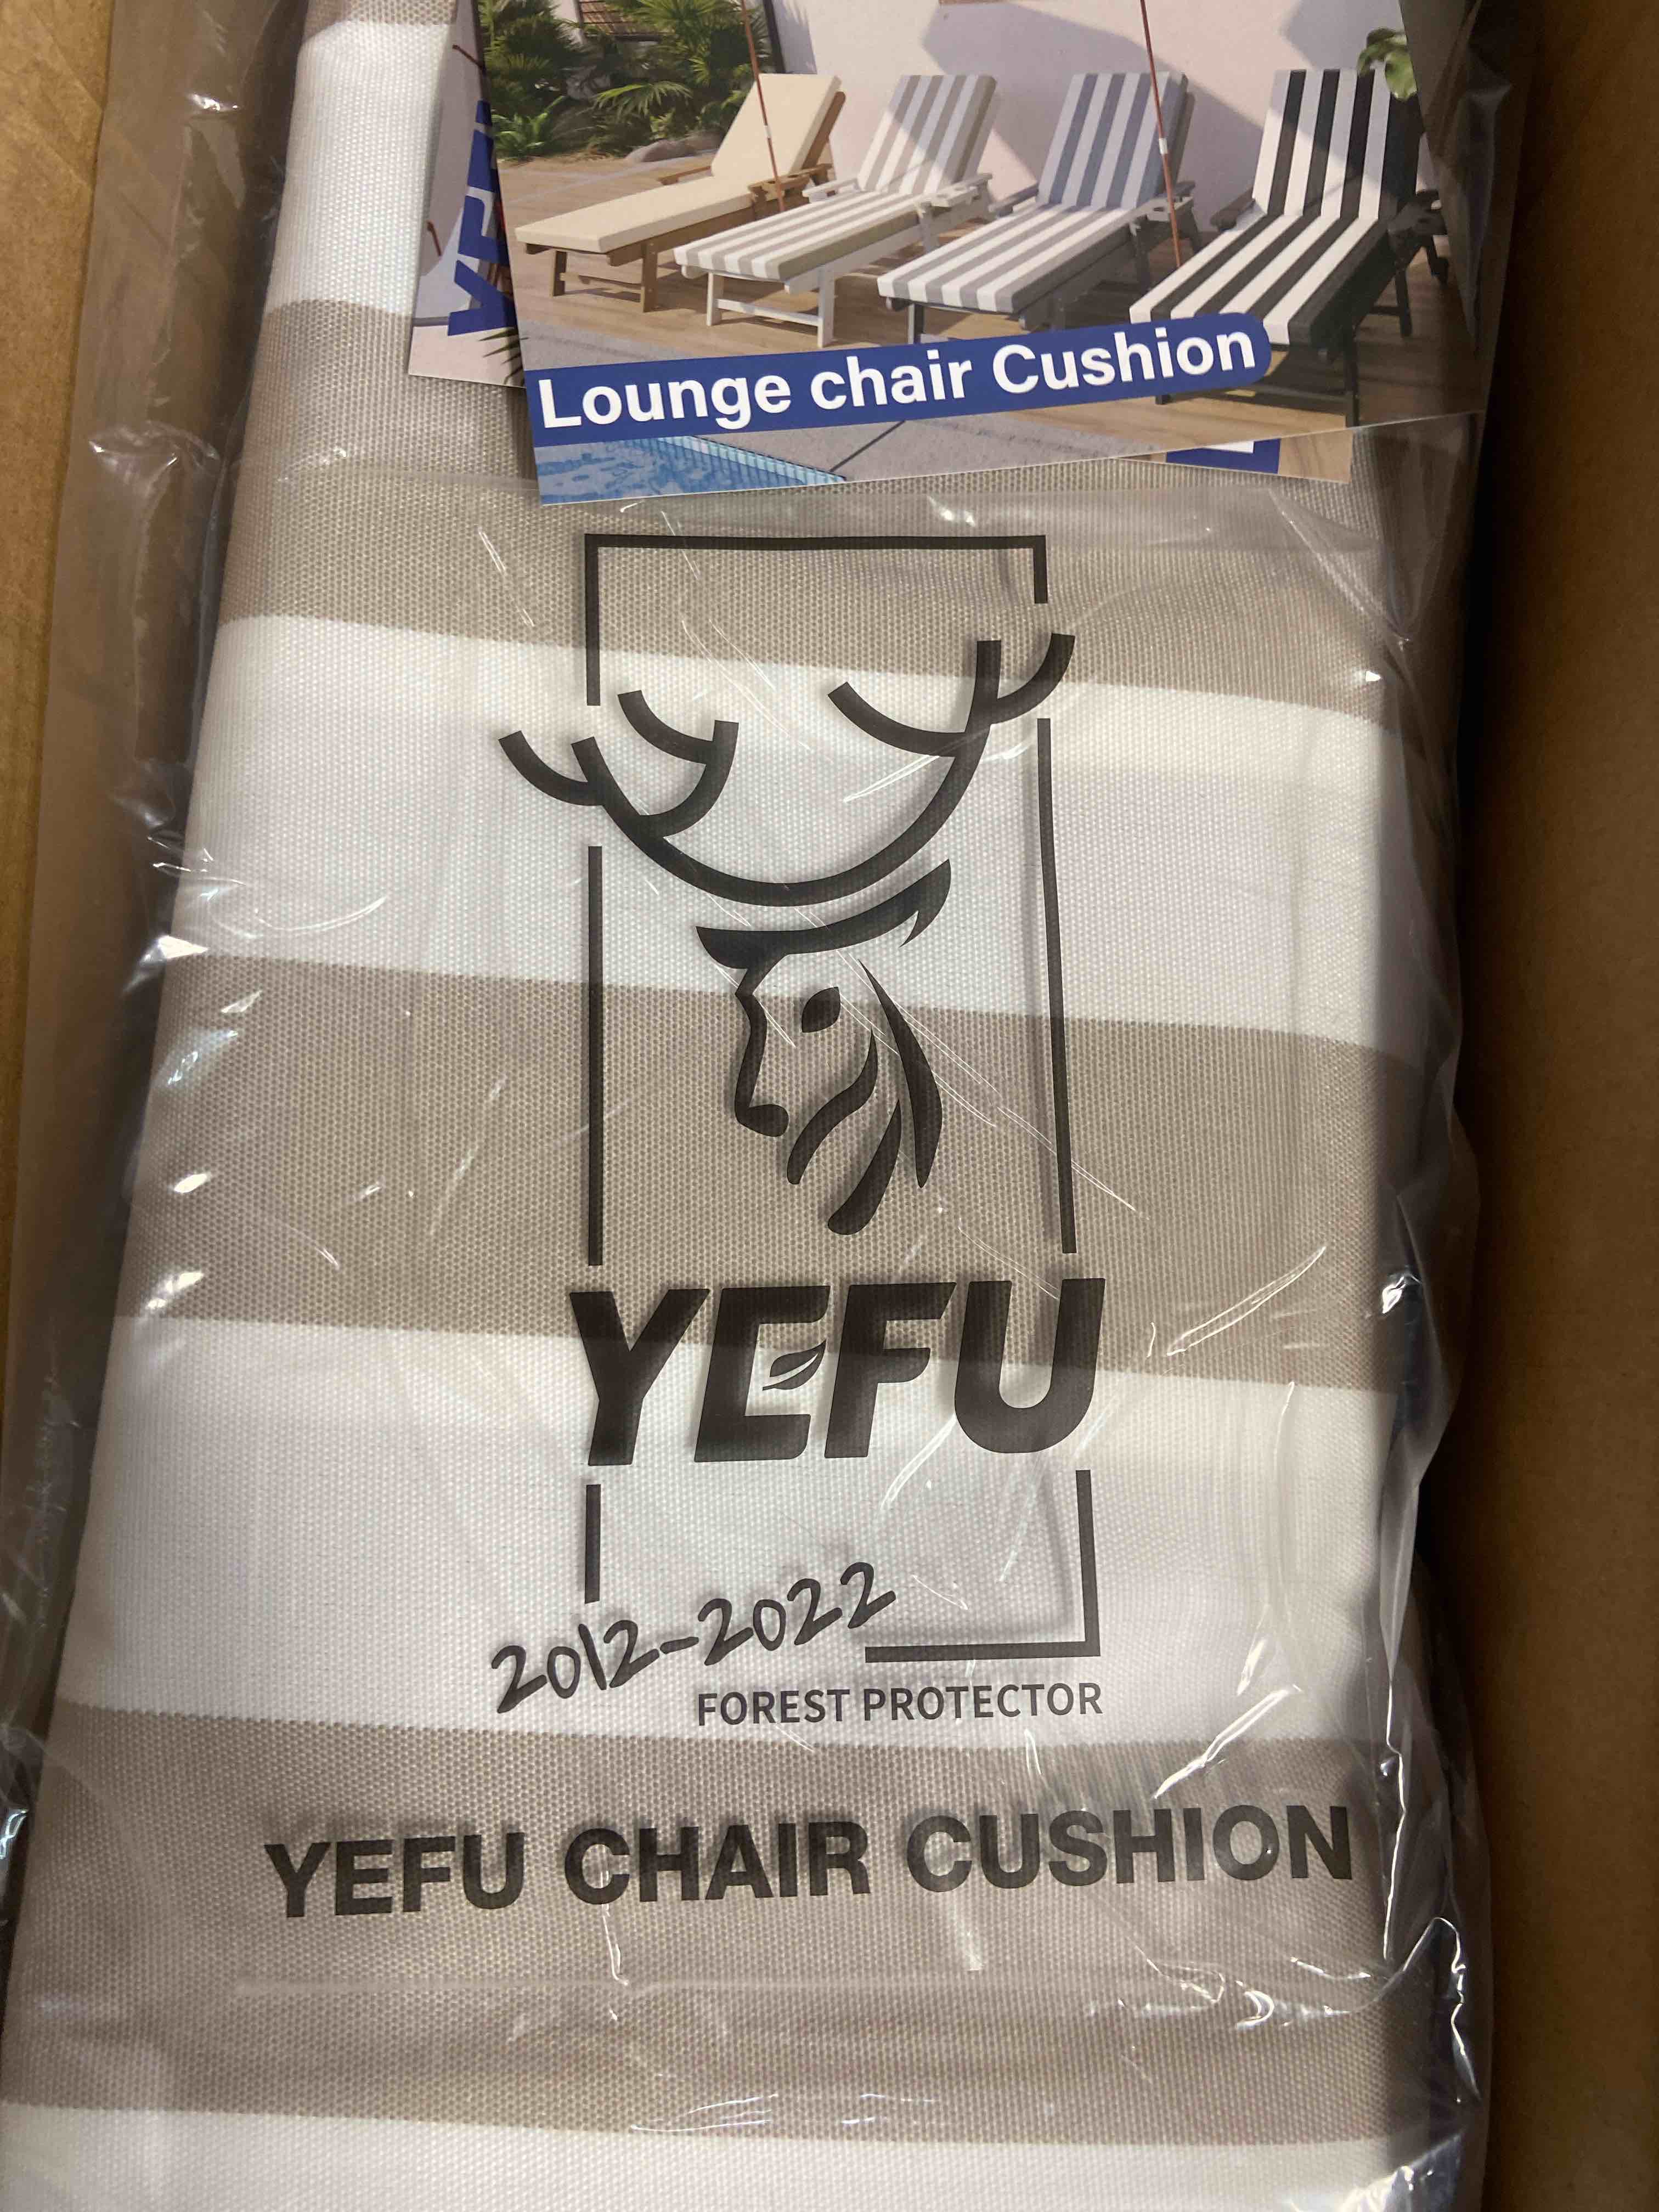 Lounge chair Cushion
YEFU
2012-2022
FOREST PROTECTOR
YEFU CHAIR CUSHION